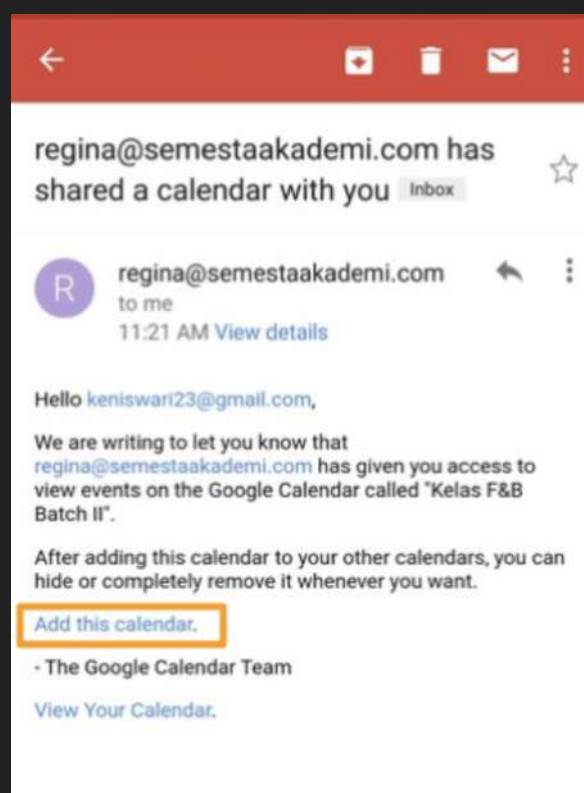 regina@semestaakademi.com has
shared a calendar with you Inbox
R
regina@semestaakademi.com
to me
11:21 AM View details
Hello keniswari23@gmail.com,
We are writing to let you know that
regina@semestaakademi.com has given you access to
view events on the Google Calendar called "Kelas F&B
Batch II".
After adding this calendar to your other calendars, you can
hide or completely remove it whenever you want.
Add this calendar.
- The Google Calendar Team
View Your Calendar.